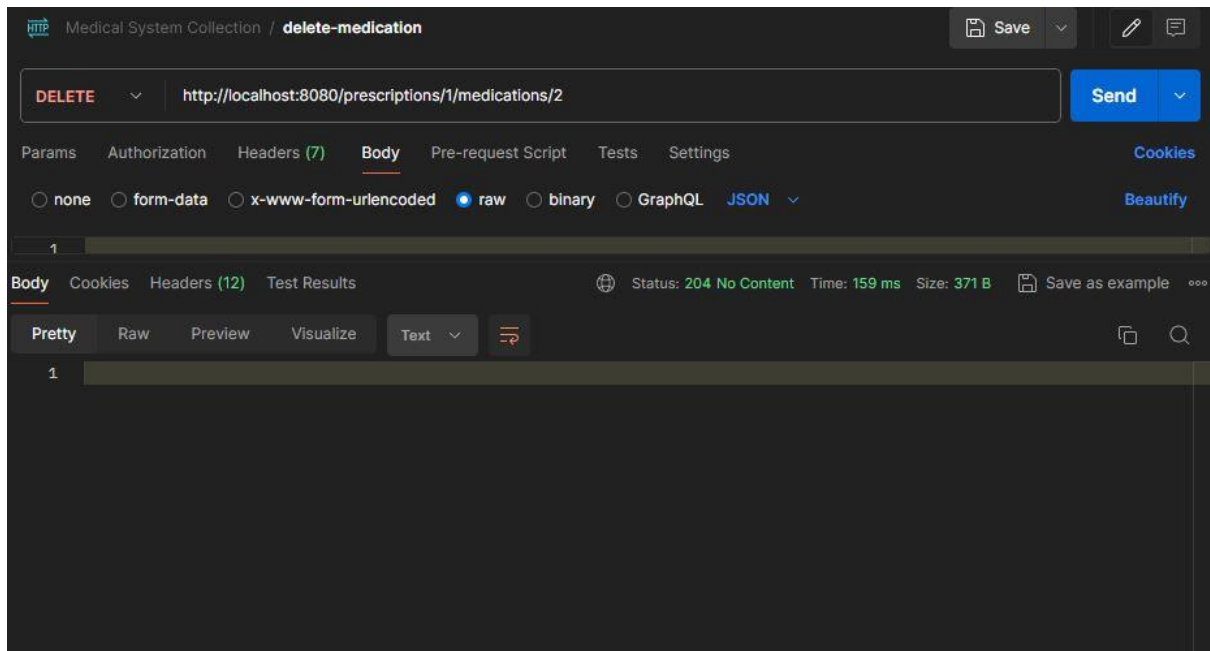 HTTP Medical System Collection / delete-medication Save
DELETE http://localhost:8080/prescriptions/1/medications/2 Send
Params Authorization Headers (7) Body Pre-request Script Tests Settings Cookies
none form-data x-www-form-urlencoded raw binary GraphQL JSON Beautify
1
Body Cookies Headers (12) Test Results Status: 204 No Content Time: 159 ms Size: 371 B Save as example
Pretty Raw Preview Visualize Text
1